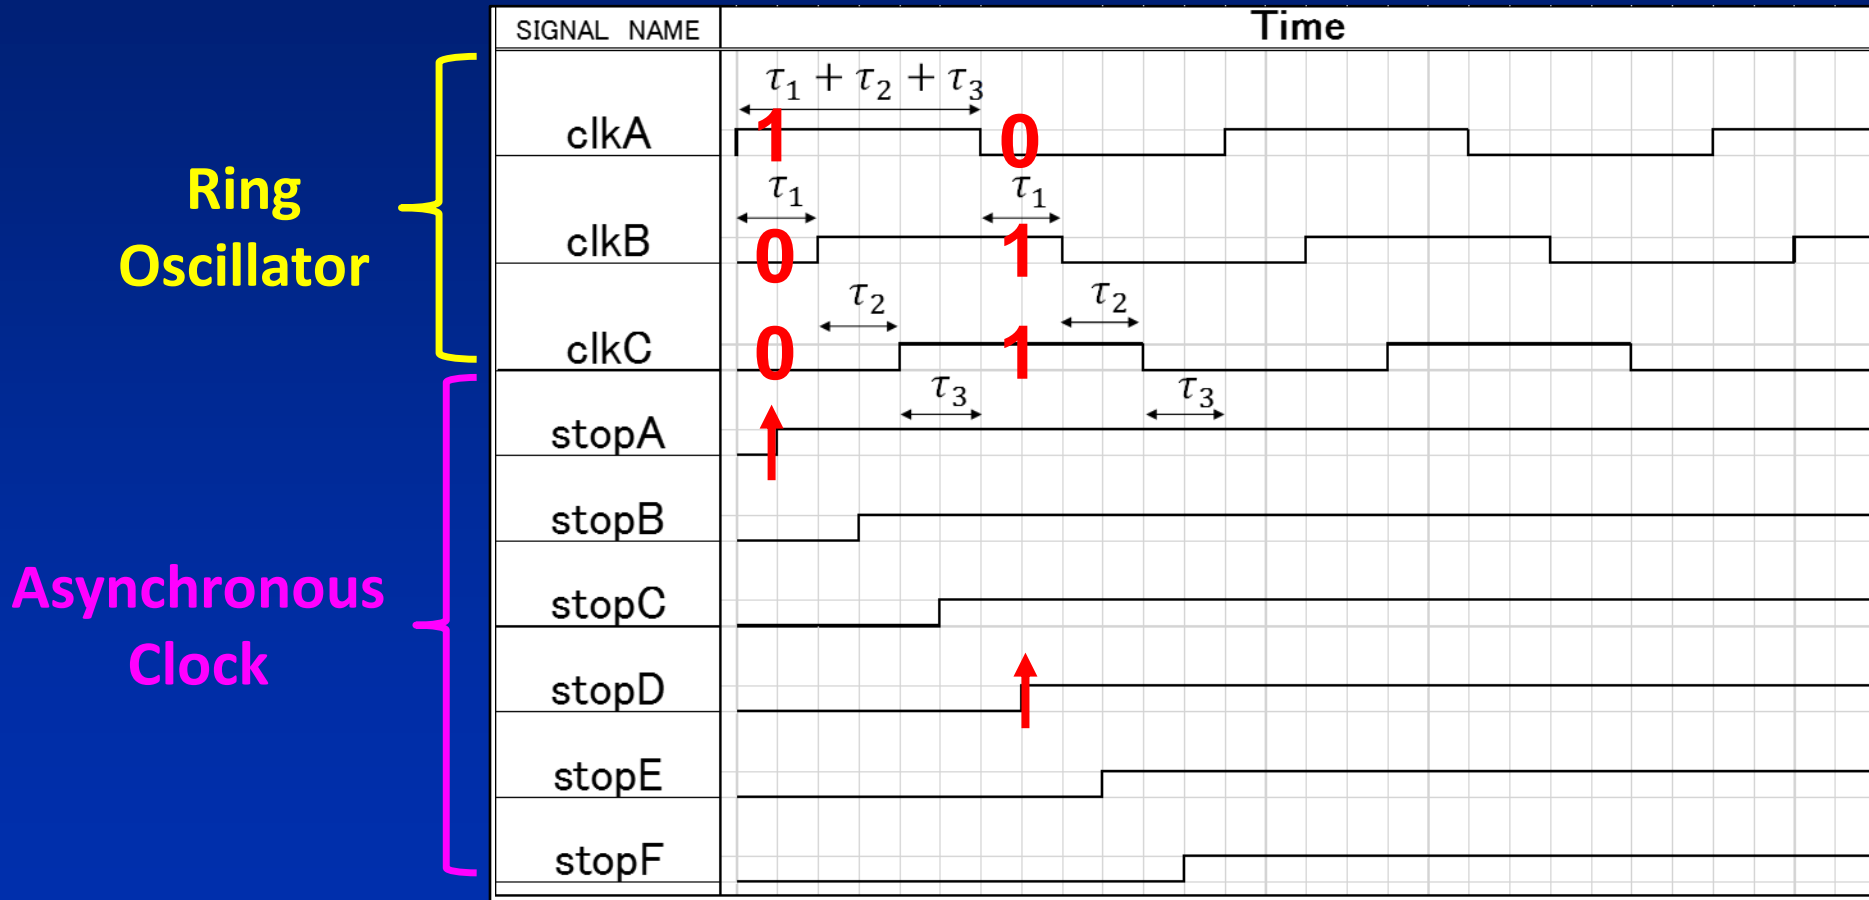 SIGNAL NAME
Time
Ring
Oscillator
Asynchronous
Clock
τ₁ + τ₂ + τ₃
clkA
1
0
τ₁
τ₁
clkB
0
1
τ₂
τ₂
clkC
0
1
τ₃
τ₃
stopA
stopB
stopC
stopD
stopE
stopF